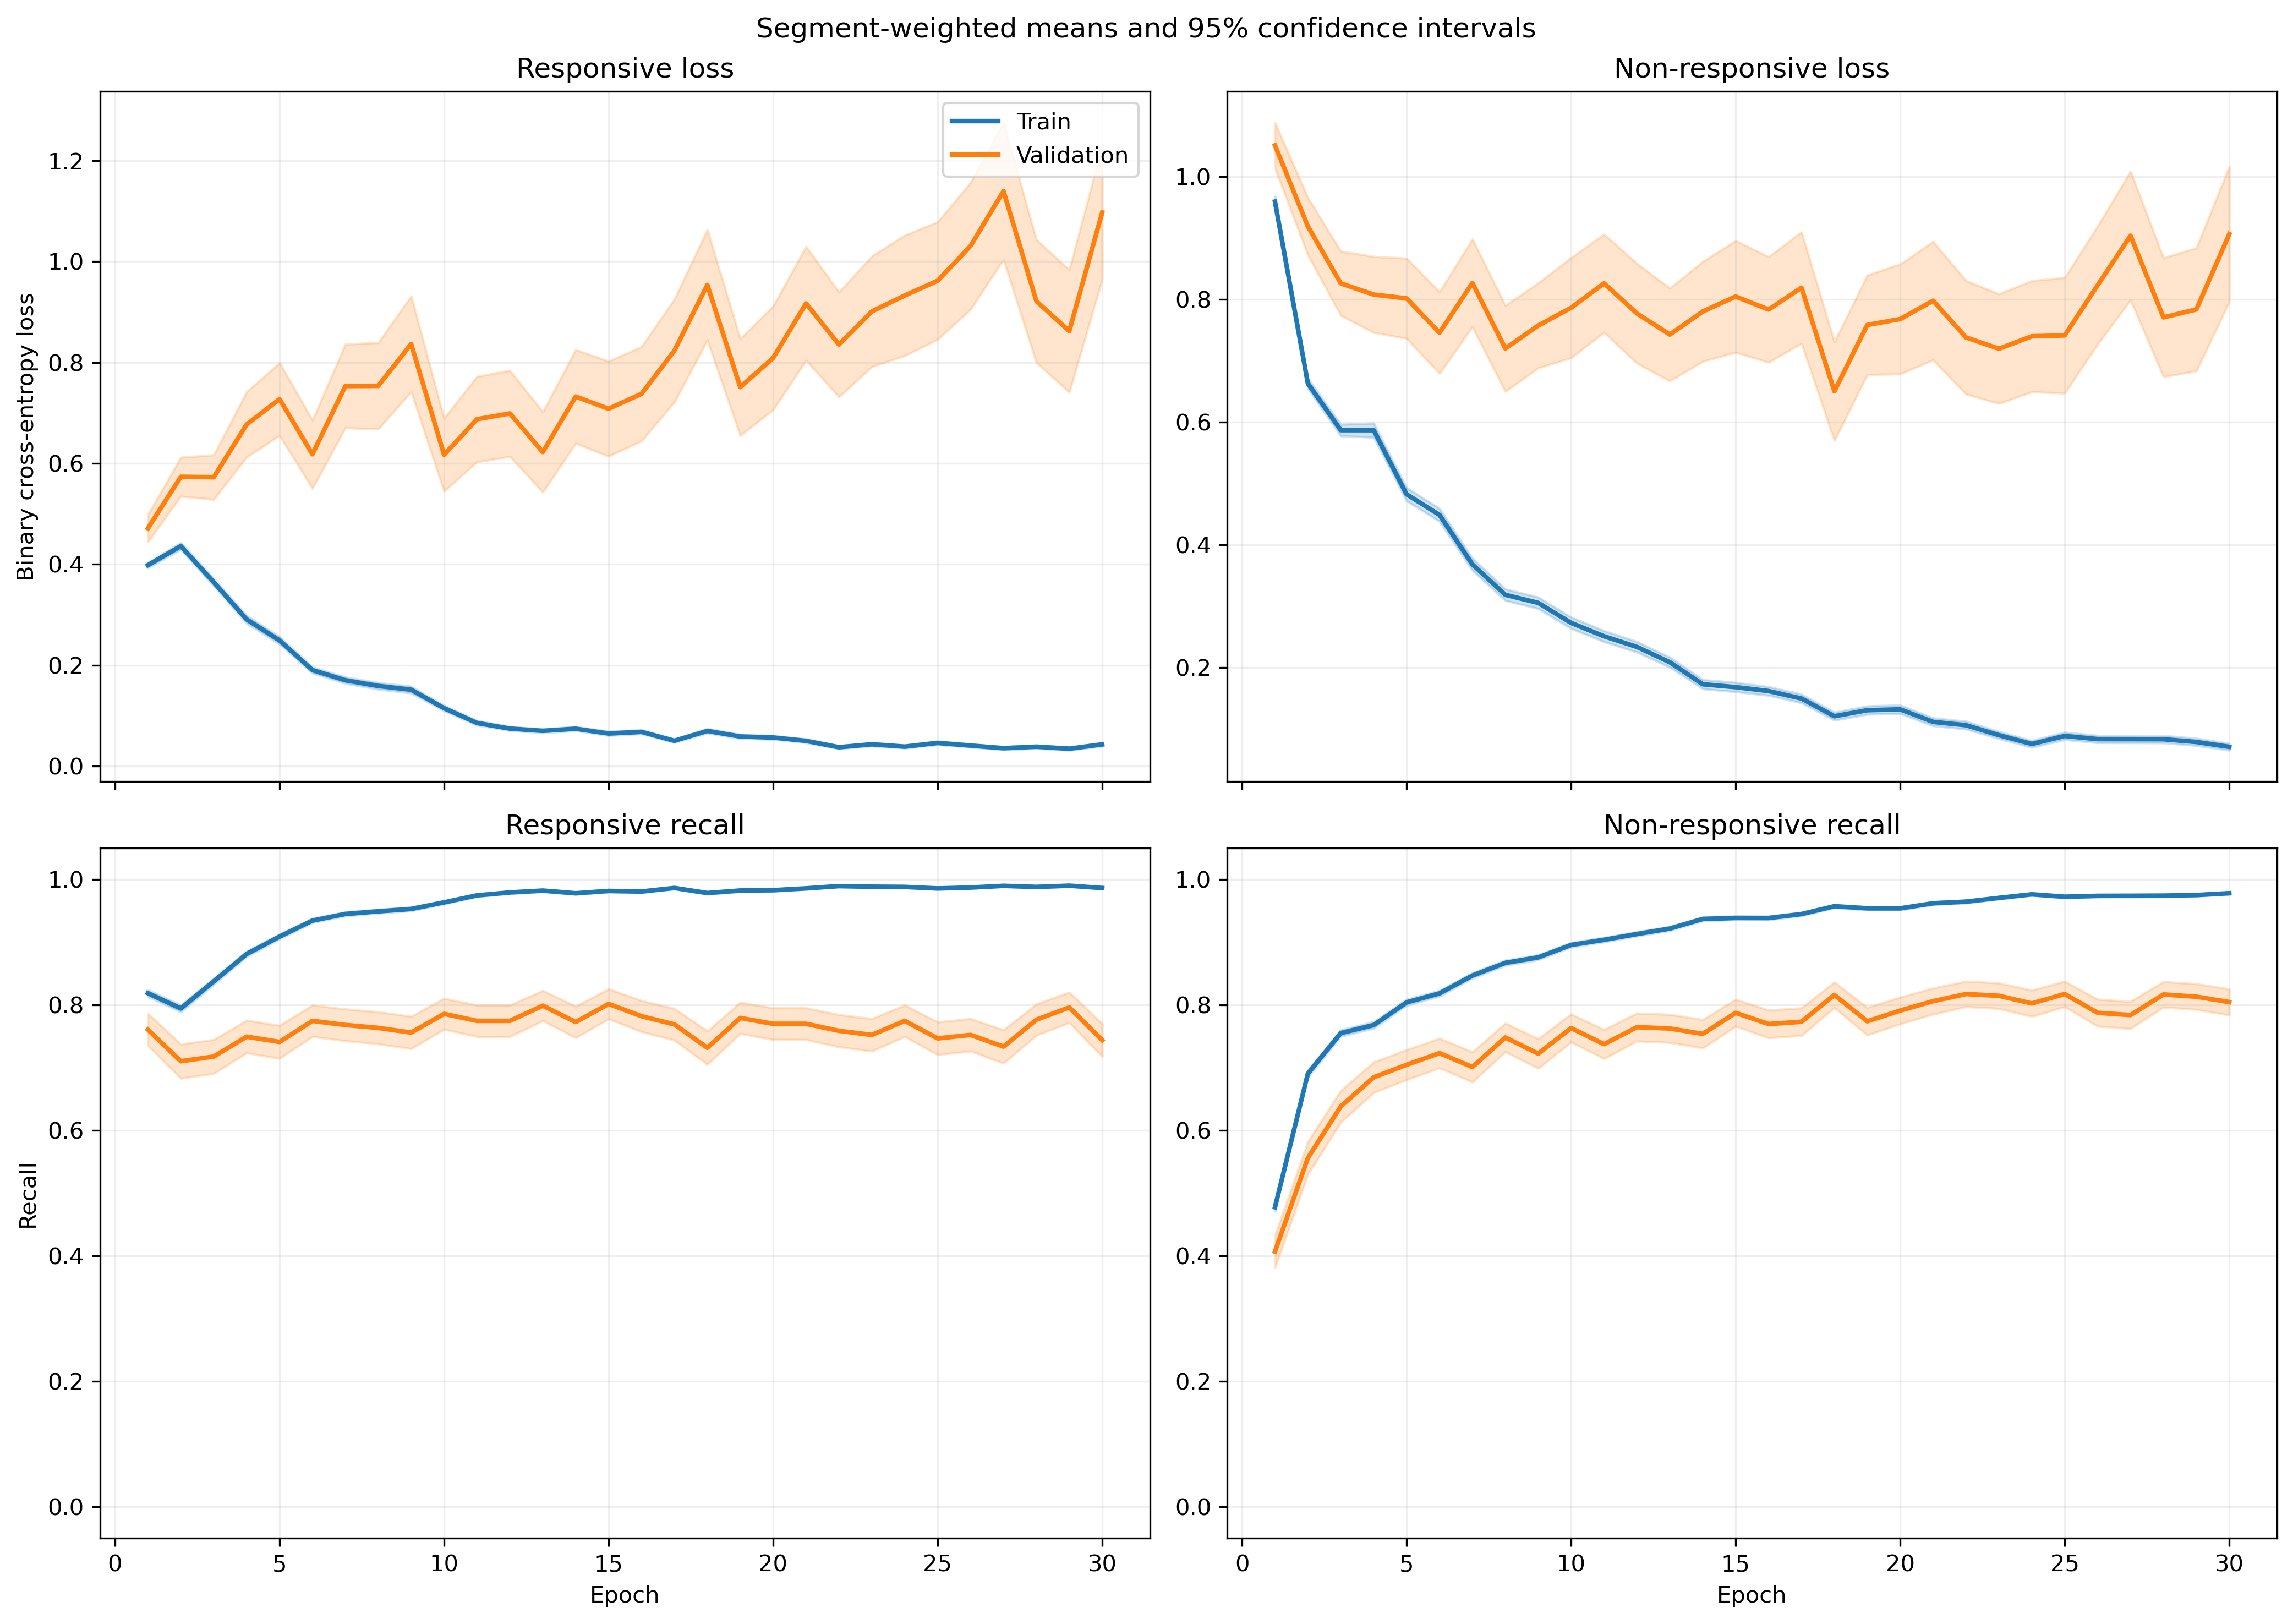 Segment-weighted means and 95% confidence intervals
Responsive loss
Non-responsive loss
Train
Validation
Binary cross-entropy loss
1.2
1.0
0.8
0.6
0.4
0.2
0.0
1.0
0.8
0.6
0.4
0.2
Responsive recall
Non-responsive recall
Recall
1.0
0.8
0.6
0.4
0.2
0.0
1.0
0.8
0.6
0.4
0.2
0.0
0 5 10 15 20 25 30
0 5 10 15 20 25 30
Epoch
Epoch